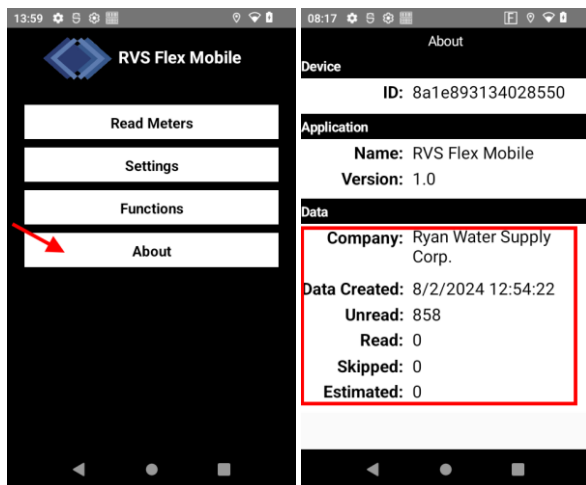 13:59
RVS Flex Mobile
Read Meters
Settings
Functions
About
08:17
F
About
Device
ID: 8a1e893134028550
Application
Name: RVS Flex Mobile
Version: 1.0
Data
Company: Ryan Water Supply
Corp.
Data Created: 8/2/2024 12:54:22
Unread: 858
Read: 0
Skipped: 0
Estimated: 0